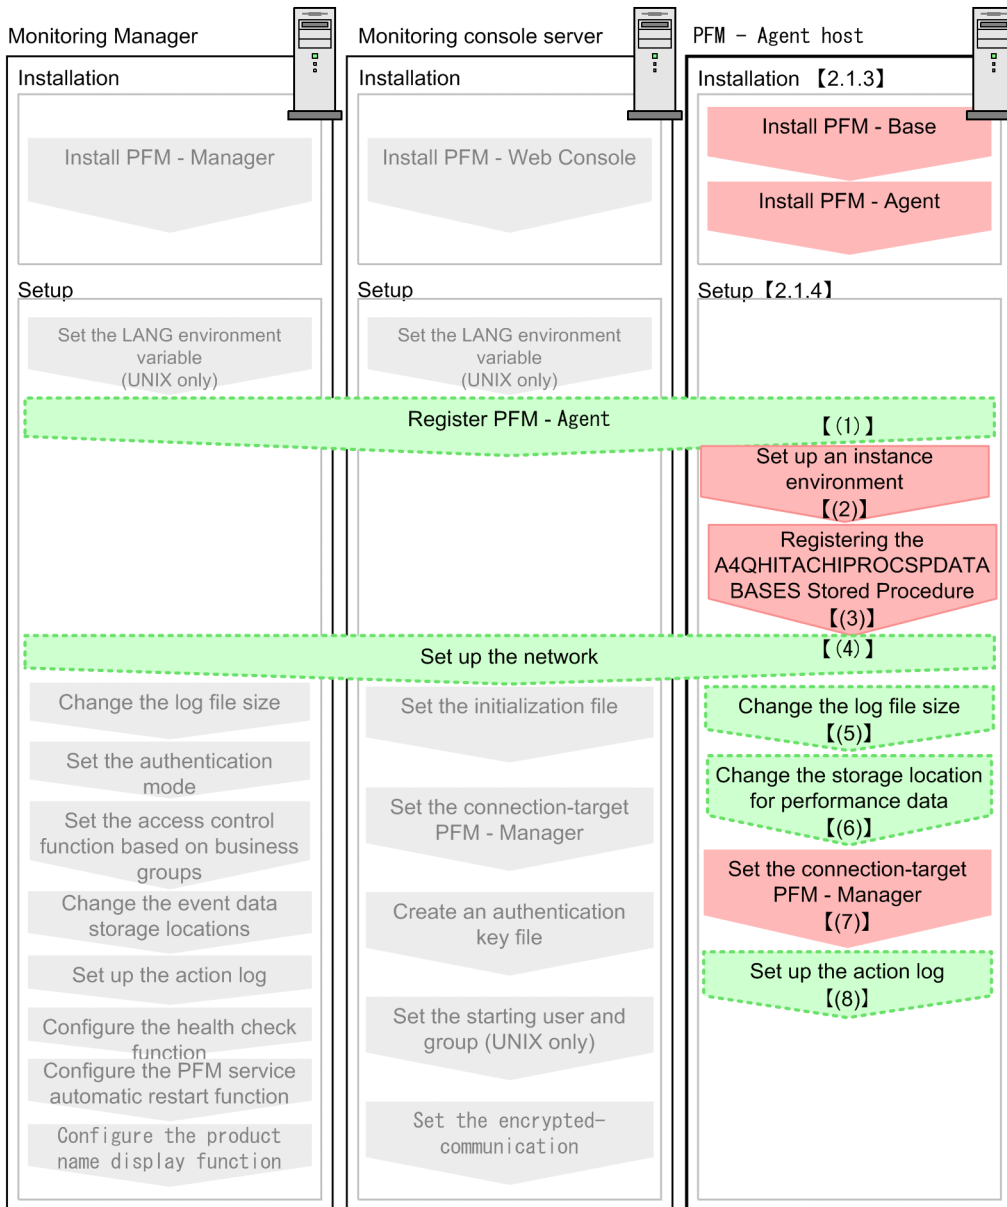 Monitoring Manager
Installation
Install PFM - Manager
Setup
Set the LANG environment
variable
(UNIX only)
Monitoring console server
Installation
Install PFM - Web Console
Setup
Set the LANG environment
variable
(UNIX only)
PFM - Agent host
Installation 【2.1.3】
Install PFM - Base
Install PFM - Agent
Setup 【2.1.4】
Register PFM - Agent
【(1)】
Set up an instance
environment
【(2)】
Registering the
A4QHITACHIPROCSPDATA
BASES Stored Procedure
【(3)】
Set up the network
【(4)】
Change the log file size
Set the authentication
mode
Set the access control
function based on business
groups
Change the event data
storage locations
Set up the action log
Configure the health check
function
Configure the PFM service
automatic restart function
Configure the product
name display function
Set the initialization file
Set the connection-target
PFM - Manager
Create an authentication
key file
Set the starting user and
group (UNIX only)
Set the encrypted-
communication
Change the log file size
【(5)】
Change the storage location
for performance data
【(6)】
Set the connection-target
PFM - Manager
【(7)】
Set up the action log
【(8)】